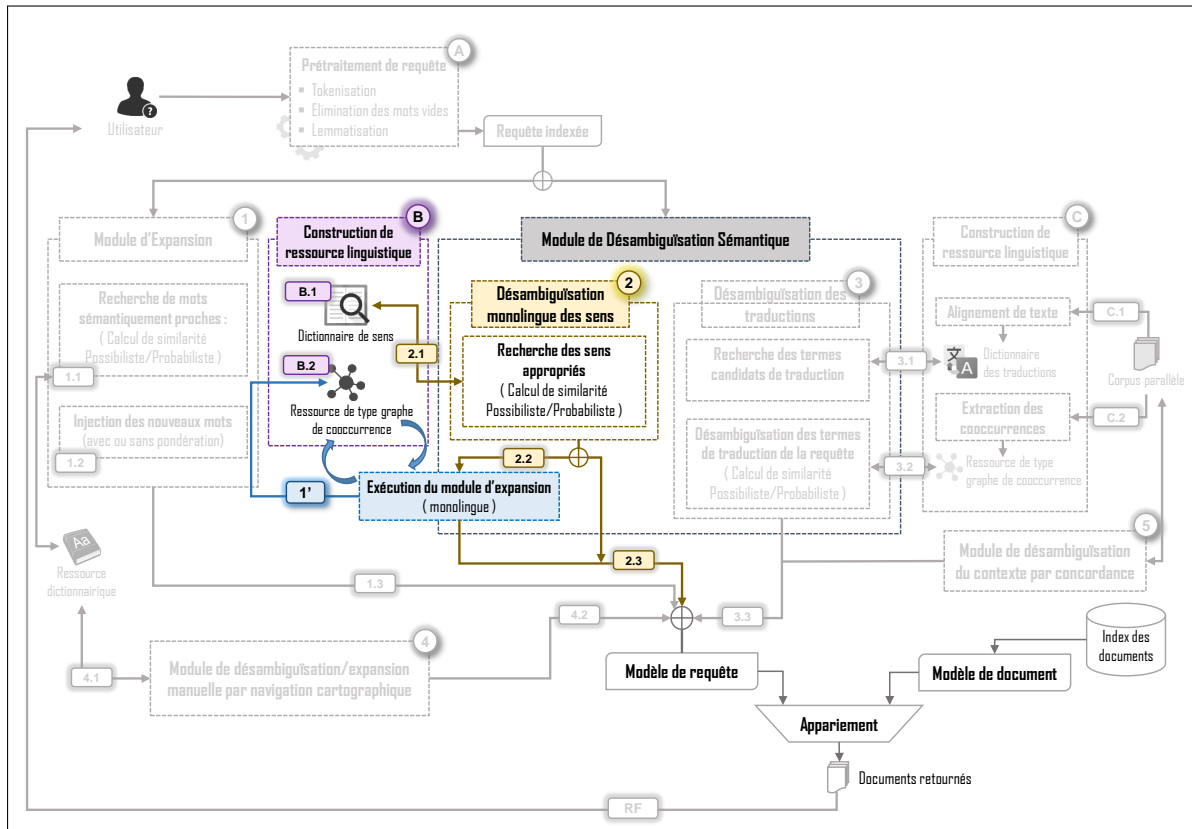 A
Prétraitement de requête
▪ Tokenisation
▪ Elimination des mots vides
▪ Lemmatisation
?
Utilisateur
Requête indexée
1
Module d'Expansion
B
Construction de
ressource linguistique
Module de Désambiguïsation Sémantique
C
Construction de
ressource linguistique
Recherche de mots
sémantiquement proches :
( Calcul de similarité
Possibiliste/Probabiliste )
1.1
Injection des nouveaux mots
(avec ou sans pondération)
1.2
B.1
Dictionnaire de sens
2.1
B.2
Ressource de type graphe
de cooccurrence
2
Désambiguïsation
monolingue des sens
Recherche des sens
appropriés
( Calcul de similarité
Possibiliste/Probabiliste )
2.2
1'
Exécution du module d'expansion
( monolingue )
2.3
3
Désambiguïsation des
traductions
Recherche des termes
candidats de traduction
3.1
Désambiguïsation des termes
de traduction de la requête
( Calcul de similarité
Possibiliste/Probabiliste )
3.2
Alignement de texte
C.1
文
A
Dictionnaire
des traductions
Corpus parallèle
Extraction des
cooccurrences
C.2
Ressource de type
graphe de cooccurrence
5
Module de désambiguïsation
du contexte par concordance
Aa
Ressource
dictionnairique
1.3
4.2
3.3
4
4.1
Module de désambiguïsation/expansion
manuelle par navigation cartographique
Index des
documents
Modèle de requête
Modèle de document
Appariement
Documents retournés
RF